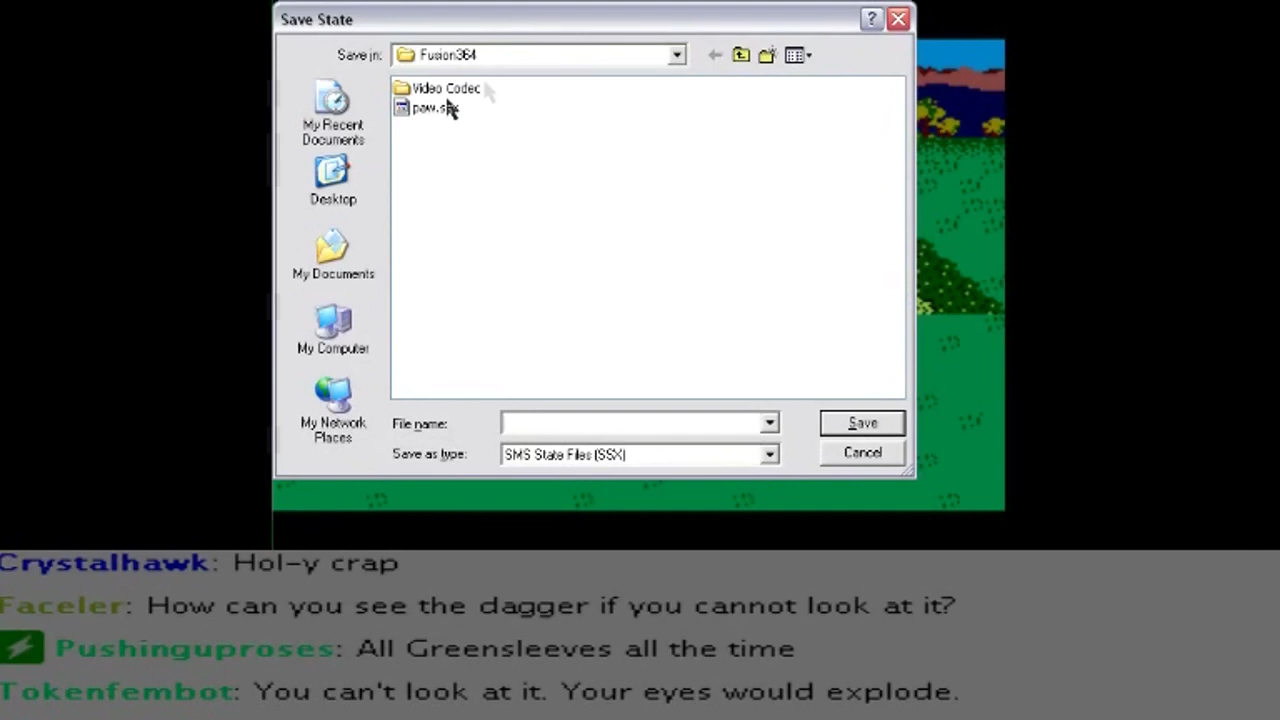 Save State
Save in:
Fusion364
Video Codec
My Recent
Documents
Desktop
My Documents
My Computer
My Network
Places
File name:
Save
Save as type:
SMS State Files (SSX)
Cancel
Crystalhawk: Hol-y crap
Faceler: How can you see the dagger if you cannot look at it?
Pushinguproses: All Greensleeves all the time
Tokenfembot: You can't look at it. Your eyes would explode.